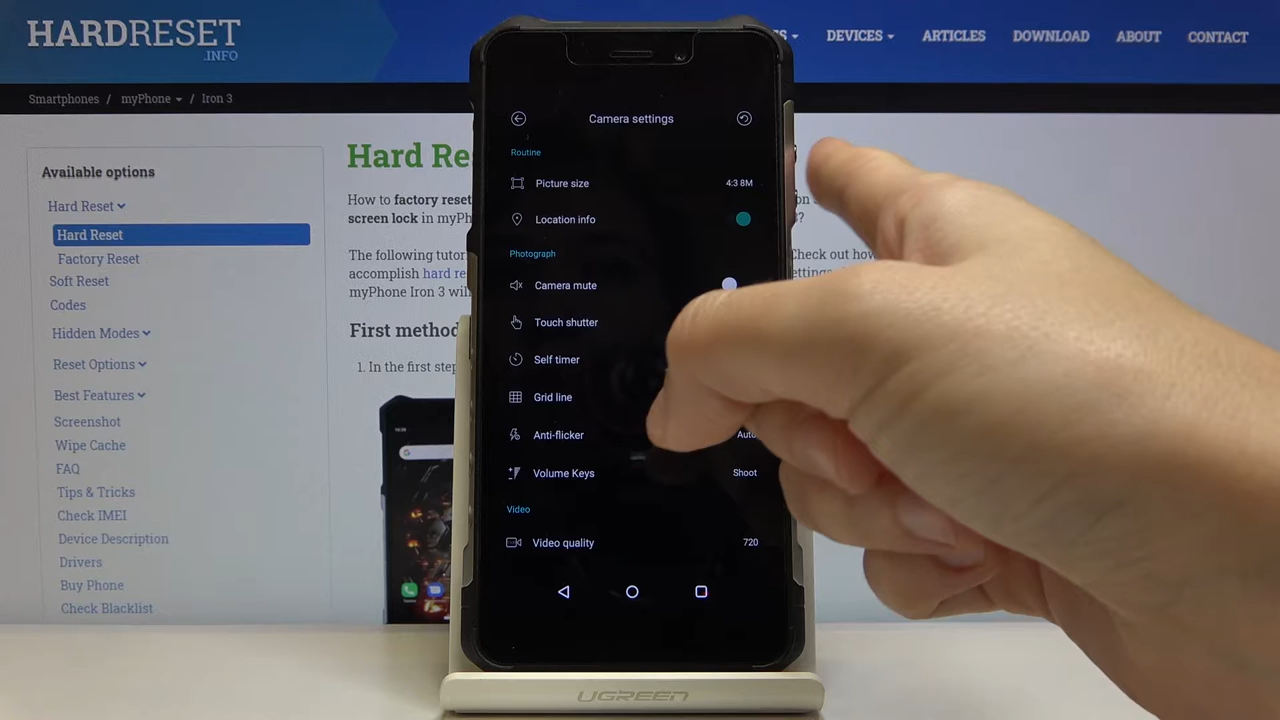 HARDRESET
.INFO
DEVICES
ARTICLES
DOWNLOAD
ABOUT
CONTACT
Smartphones / myPhone / Iron 3
Available options
Hard Reset
Hard Reset
Factory Reset
Soft Reset
Codes
Hidden Modes
Reset Options
Best Features
Screenshot
Wipe Cache
FAQ
Tips & Tricks
Check IMEI
Device Description
Drivers
Buy Phone
Check Blacklist
Hard Re
How to factory reset
screen lock in myPh
3?
The following tutor
Check out how
accomplish hard re
myPhone Iron 3 will
First method
1. In the first step
Camera settings
Routine
Picture size 4:3 8M
Location info
Photograph
Camera mute
Touch shutter
Self timer
Grid line
Anti-flicker Auto
Volume Keys Shoot
Video
Video quality 720
UGREEN